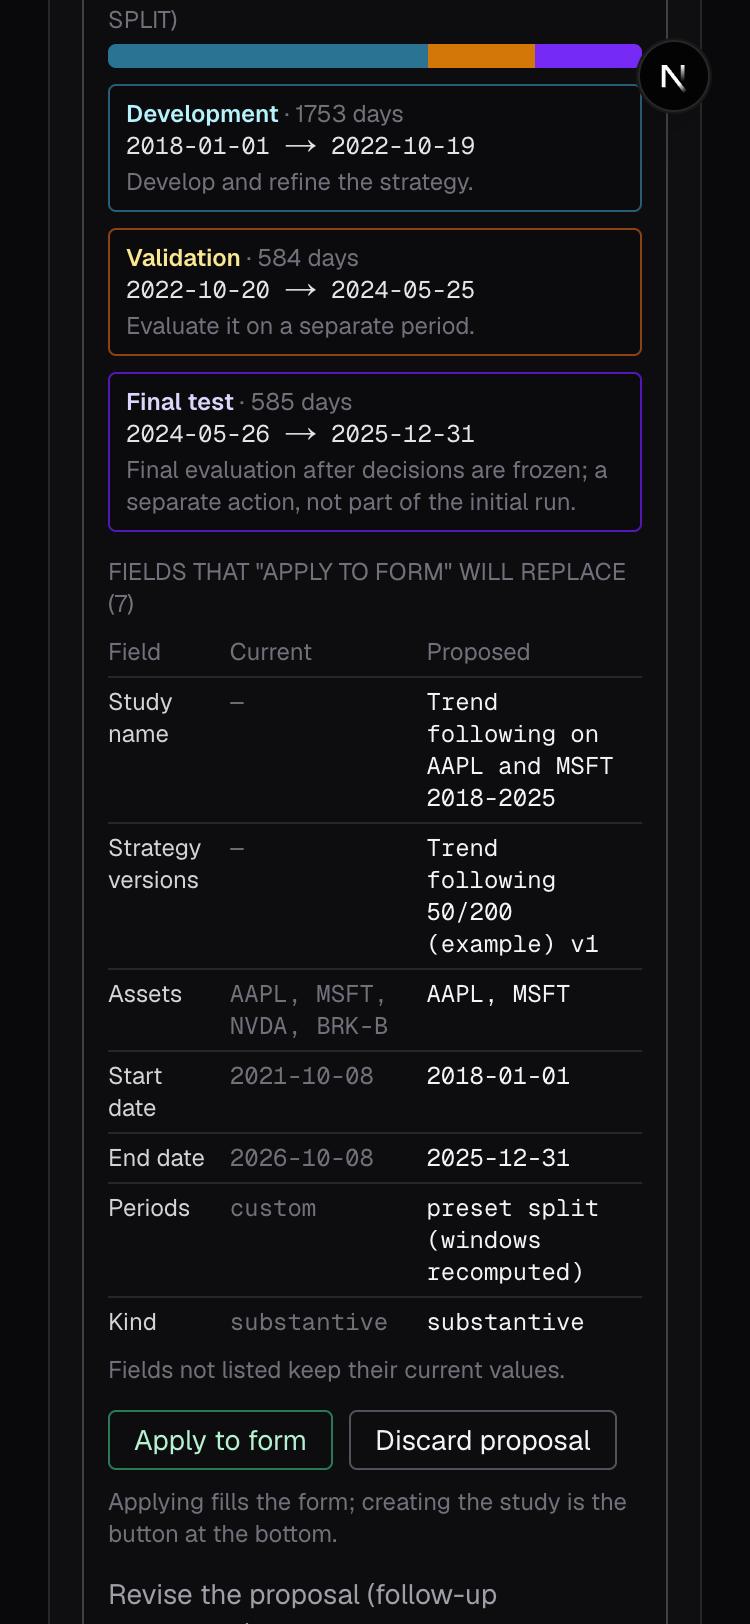 SPLIT)
N
Development · 1753 days
2018-01-01 → 2022-10-19
Develop and refine the strategy.
Validation · 584 days
2022-10-20 → 2024-05-25
Evaluate it on a separate period.
Final test · 585 days
2024-05-26 → 2025-12-31
Final evaluation after decisions are frozen; a
separate action, not part of the initial run.
FIELDS THAT "APPLY TO FORM" WILL REPLACE
(7)
Field Current Proposed
Study — Trend
name following on
AAPL and MSFT
2018-2025
Strategy — Trend
versions following
50/200
(example) v1
Assets AAPL, MSFT, AAPL, MSFT
NVDA, BRK-B
Start 2021-10-08 2018-01-01
date
End date 2026-10-08 2025-12-31
Periods custom preset split
(windows
recomputed)
Kind substantive substantive
Fields not listed keep their current values.
Apply to form Discard proposal
Applying fills the form; creating the study is the
button at the bottom.
Revise the proposal (follow-up